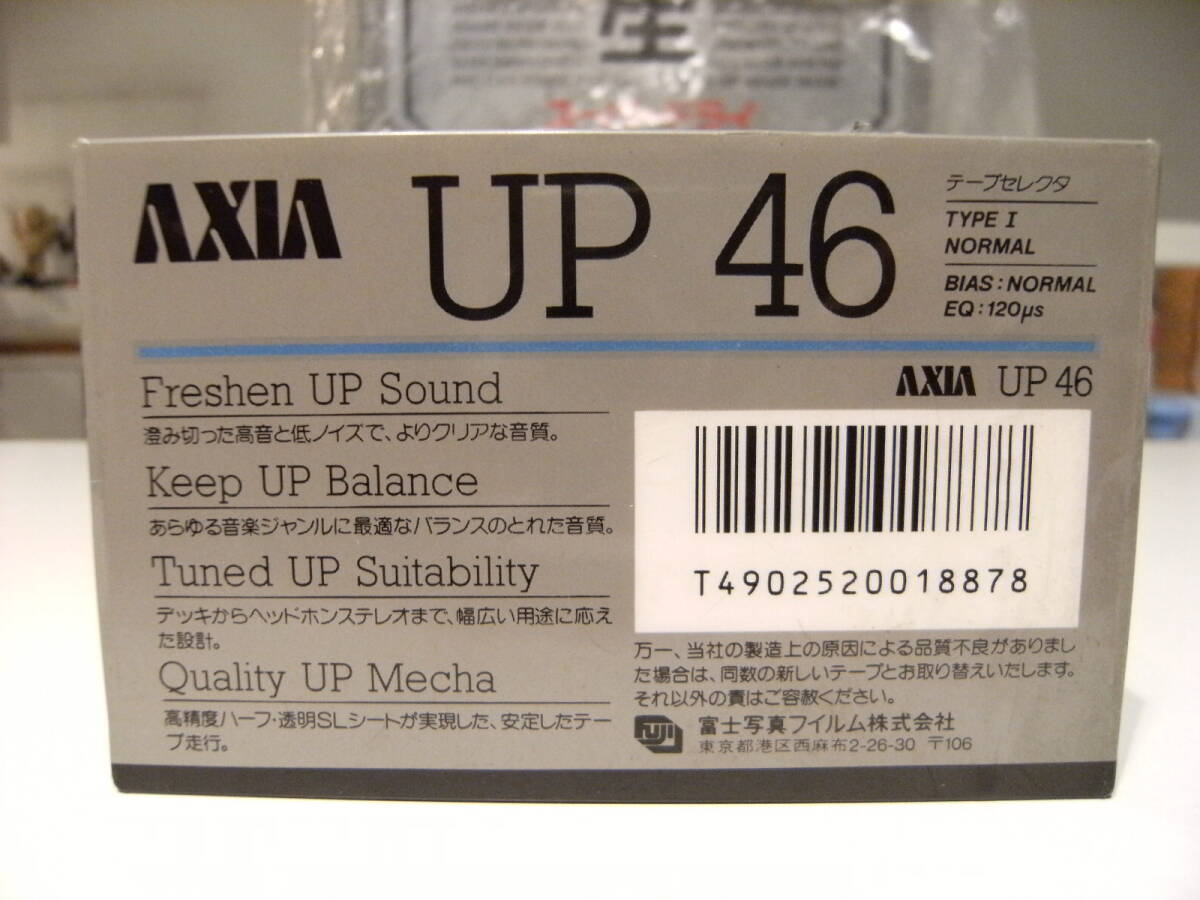 生
スーパードライ
AXIA
UP 46
テープセレクタ
TYPE I
NORMAL
BIAS : NORMAL
EQ : 120μs
Freshen UP Sound
澄み切った高音と低ノイズで、よりクリアな音質。
Keep UP Balance
あらゆる音楽ジャンルに最適なバランスのとれた音質。
Tuned UP Suitability
デッキからヘッドホンステレオまで、幅広い用途に応え
た設計。
Quality UP Mecha
高精度ハーフ・透明SLシートが実現した、安定したテー
プ走行。
AXIA UP 46
T4902520018878
万一、当社の製造上の原因による品質不良がありまし
た場合は、同数の新しいテープとお取り替えいたします。
それ以外の責はご容赦ください。
FUJI
富士写真フイルム株式会社
東京都港区西麻布2-26-30 〒106